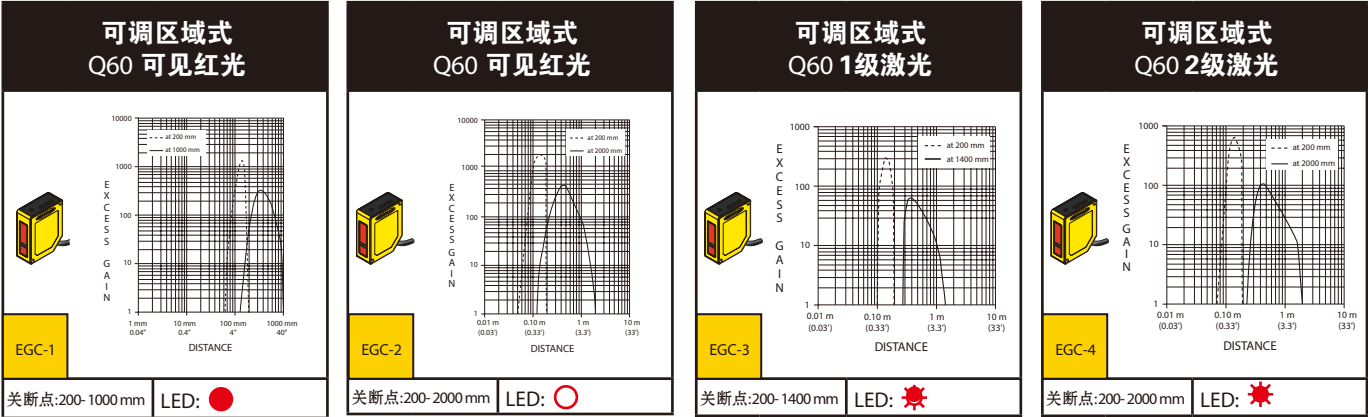 可调区域式
Q60 可见红光
10000
1000
100
10
1
at 200 mm
at 1000 mm
EXCESS GAIN
1 mm
0.04"
10 mm
0.4"
100 mm
4"
1000 mm
40"
DISTANCE
EGC-1
关断点:200-1000 mm
LED:
可调区域式
Q60 可见红光
10000
1000
100
10
1
at 200 mm
at 2000 mm
EXCESS GAIN
0.01 m
(0.03')
0.10 m
(0.33')
1 m
(3.3')
10 m
(33')
DISTANCE
EGC-2
关断点:200-2000 mm
LED:
可调区域式
Q60 1级激光
1000
100
10
1
at 200 mm
at 1400 mm
EXCESS GAIN
0.01 m
(0.03')
0.10 m
(0.33')
1 m
(3.3')
10 m
(33')
DISTANCE
EGC-3
关断点:200-1400 mm
LED:
可调区域式
Q60 2级激光
1000
100
10
1
at 200 mm
at 2000 mm
EXCESS GAIN
0.01 m
(0.03')
0.10 m
(0.33')
1 m
(3.3')
10 m
(33')
DISTANCE
EGC-4
关断点:200-2000 mm
LED: